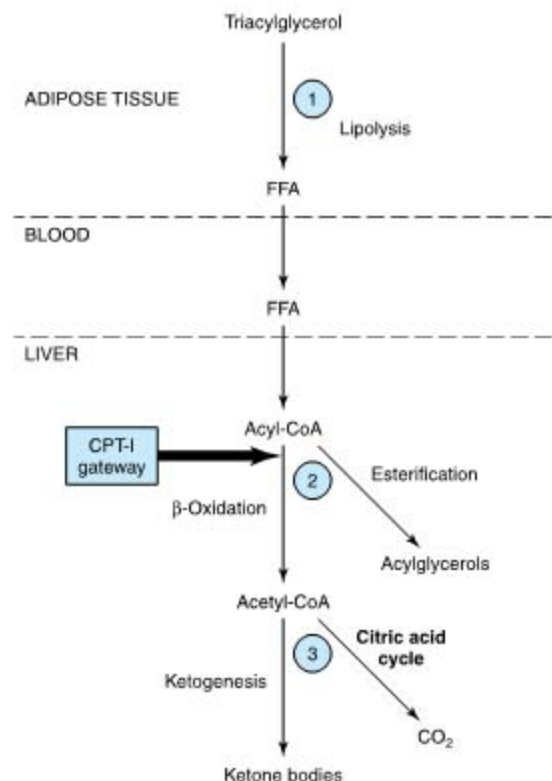 Triacylglycerol
ADIPOSE TISSUE
1
Lipolysis
FFA
BLOOD
FFA
LIVER
Acyl-CoA
CPT-I
gateway
2
Esterification
β-Oxidation
Acylglycerols
Acetyl-CoA
Citric acid
cycle
3
Ketogenesis
CO₂
Ketone bodies